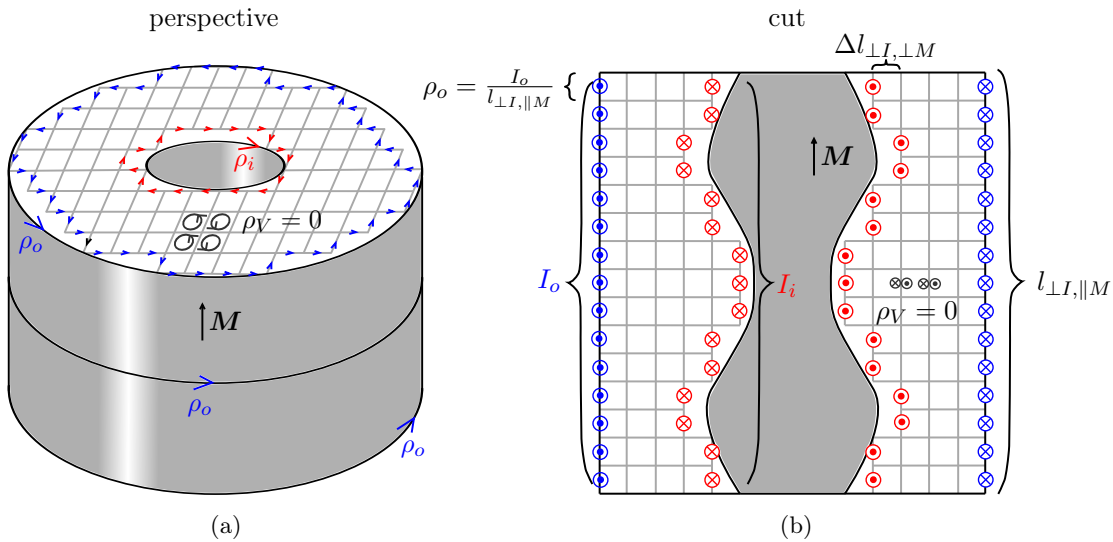 perspective
cut
Δl⊥I,⊥M
ρo = Io / l⊥I,∥M
ρi
M
ρV = 0
ρo
Io
Ii
l⊥I,∥M
ρV = 0
M
ρo
ρo
(a)
(b)